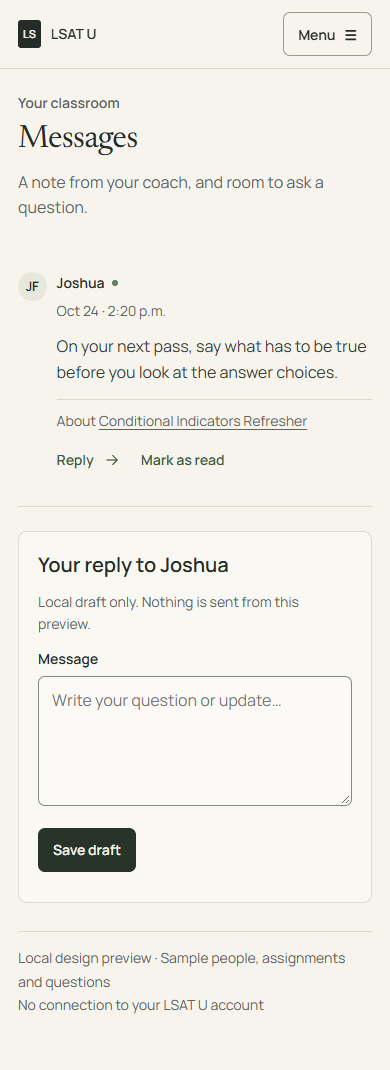 LS LSAT U
Menu
Your classroom
Messages
A note from your coach, and room to ask a
question.
JF Joshua
Oct 24 · 2:20 p.m.
On your next pass, say what has to be true
before you look at the answer choices.
About Conditional Indicators Refresher
Reply → Mark as read
Your reply to Joshua
Local draft only. Nothing is sent from this
preview.
Message
Write your question or update…
Save draft
Local design preview · Sample people, assignments
and questions
No connection to your LSAT U account